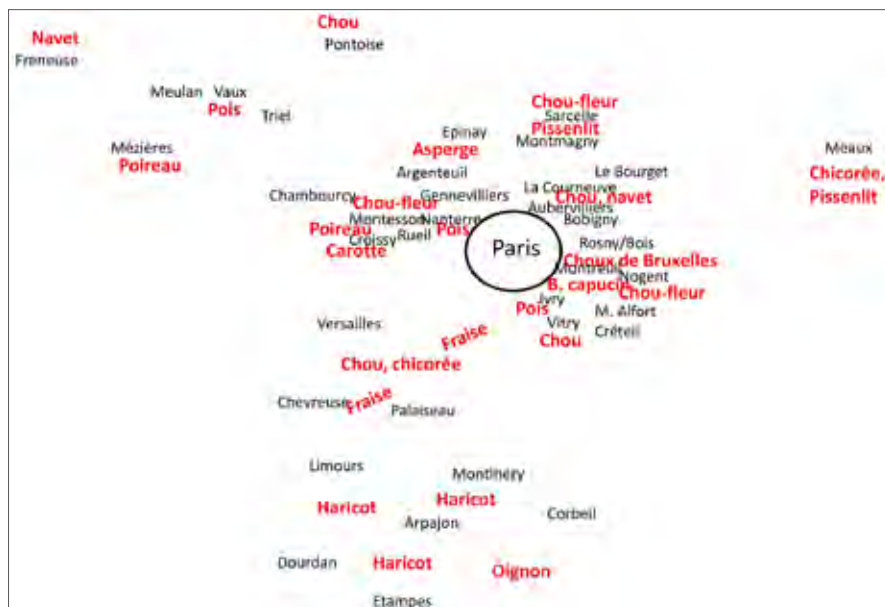 Chou
Navet
Pontoise
Freneuse
Meulan Vaux
Pois
Triel
Chou-fleur
Sarcelle
Pissenlit
Epinay
Montmagny
Mézières
Asperge
Meaux
Poireau
Argenteuil
Le Bourget
Chicorée,
Pissenlit
Chambourcy
Gennevilliers
La Courneuve
Chou-fleur
Chou, navet
Aubervilliers
Montesson Nanterre
Bobigny
Poireau
Rueil
Pois
Croissy
Carotte
Paris
Rosny/Bois
Choux de Bruxelles
Montreuil
Nogent
B. capucin
Chou-fleur
Jvry
Pois
M. Alfort
Versailles
Vitry
Créteil
Fraise
Chou
Chou, chicorée
Chevreuse
Fraise
Palaiseau
Limours
Montlhéry
Haricot
Haricot
Corbeil
Arpajon
Dourdan
Haricot
Oignon
Etampes